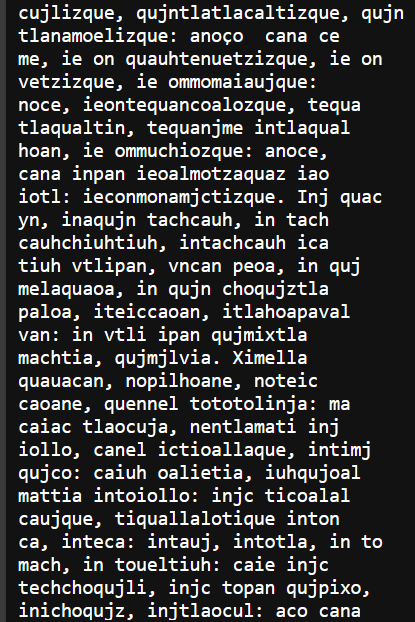 cujlizque, qujntlatlacaltizque, qujn
tlanamoelizque: anoço  cana ce
me, ie on quauhtenuetzizque, ie on
vetzizque, ie ommomaiaujque:
noce, ieontequancoalozque, tequa
tlaqualtin, tequanjme intlaqual
hoan, ie ommuchiozque: anoce,
cana inpan ieoalmotzaquaz iao
iotl: ieconmonamjctizque. Inj quac
yn, inaqujn tachcauh, in tach
cauhchiuhtiuh, intachcauh ica
tiuh vtlipan, vncan peoa, in quj
melaquaoa, in qujn choqujztla
paloa, iteiccaoan, itlahoapaval
van: in vtli ipan qujmixtla
machtia, qujmjlvia. Ximella
quauacan, nopilhoane, noteic
caoane, quennel tototolinja: ma
caiac tlaocuja, nentlamati inj
iollo, canel ictioallaque, intimj
qujco: caiuh oalietia, iuhqujoal
mattia intoiollo: injc ticoalal
caujque, tiquallalotique inton
ca, inteca: intauj, intotla, in to
mach, in toueltiuh: caie injc
techchoqujli, injc topan qujpixo,
inichoqujz, injtlaocul: aco cana